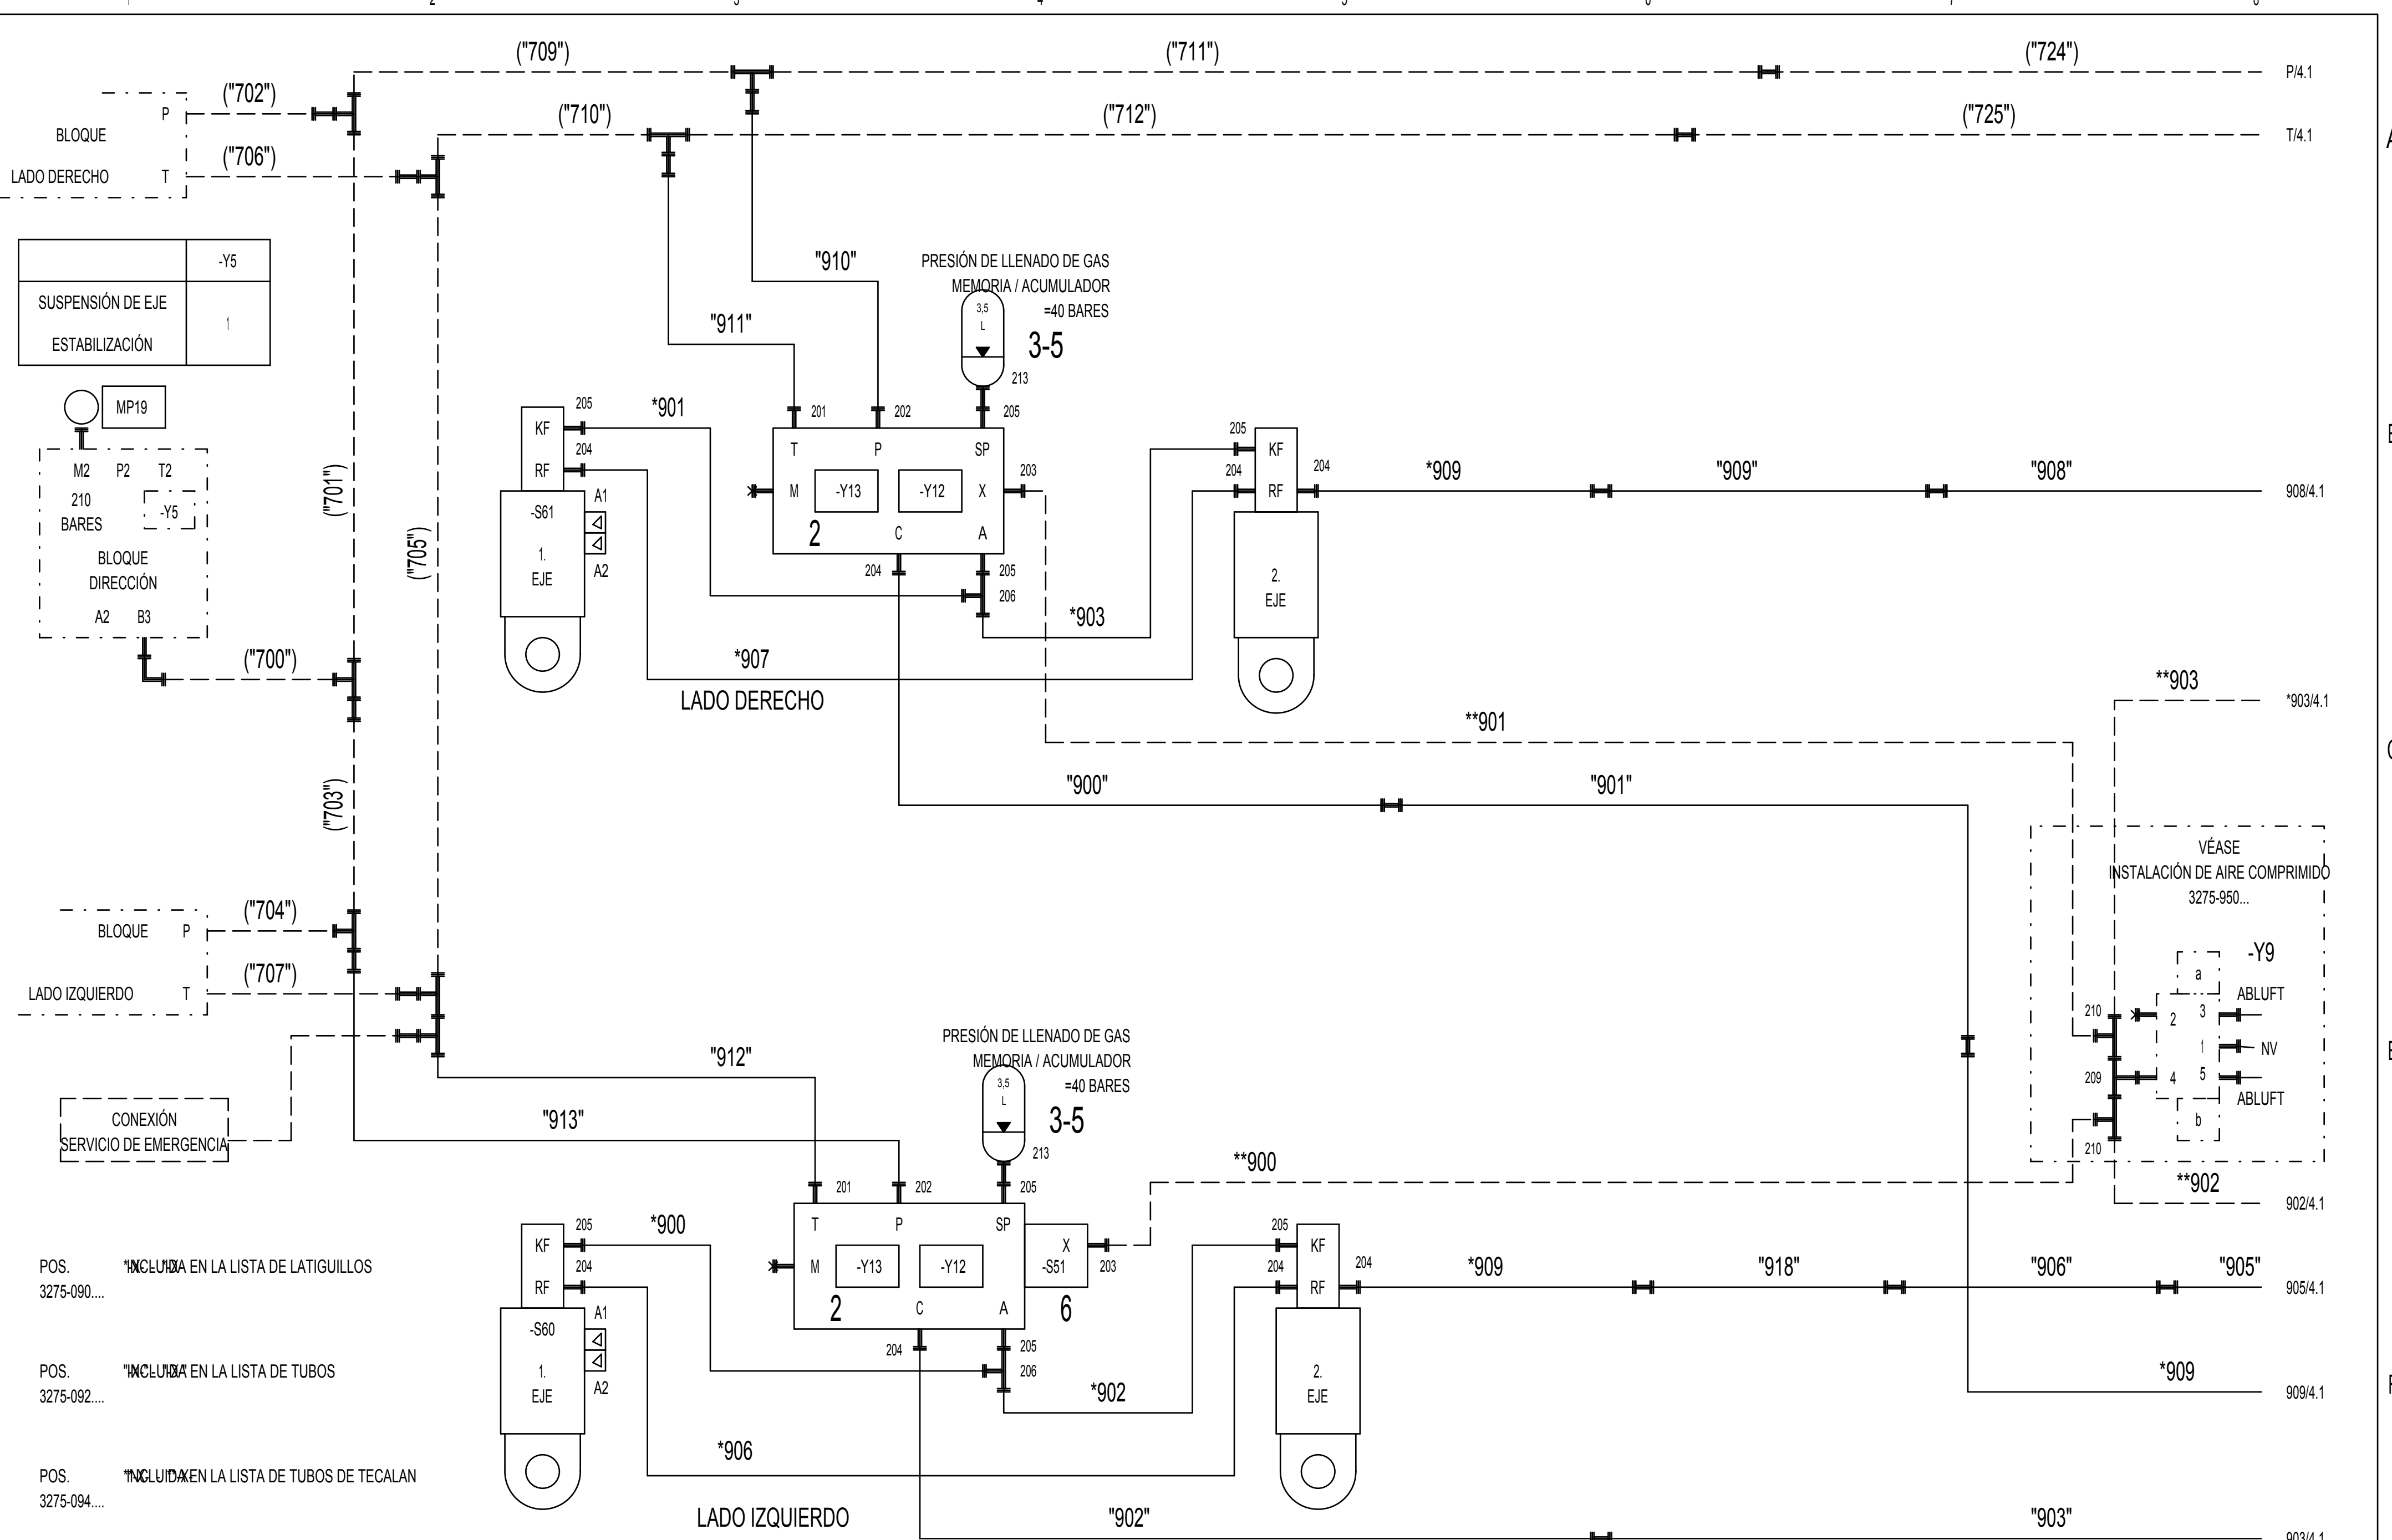 ("709")
("711")
("724")
P/4.1
("702")
P
BLOQUE
("710")
("712")
("725")
T/4.1
("706")
LADO DERECHO
T
-Y5
SUSPENSIÓN DE EJE
1
ESTABILIZACIÓN
"910"
PRESIÓN DE LLENADO DE GAS
MEMORIA / ACUMULADOR
=40 BARES
3,5
L
3-5
"911"
213
MP19
M2
P2
T2
210
BARES
-Y5
BLOQUE
DIRECCIÓN
A2
B3
("701")
("705")
("700")
("703")
205
KF
204
RF
*901
-S61
A1
1.
EJE
A2
201
202
205
T
P
SP
203
M
-Y13
-Y12
X
2
C
A
204
205
206
*903
*907
LADO DERECHO
205
KF
204
RF
204
2.
EJE
*909
"909"
"908"
908/4.1
**903
*903/4.1
**901
"900"
"901"
VÉASE
INSTALACIÓN DE AIRE COMPRIMIDO
3275-950...
-Y9
a
ABLUFT
210
2
3
1
NV
209
4
5
ABLUFT
b
210
**902
902/4.1
("704")
BLOQUE
P
("707")
LADO IZQUIERDO
T
CONEXIÓN
SERVICIO DE EMERGENCIA
"912"
"913"
PRESIÓN DE LLENADO DE GAS
MEMORIA / ACUMULADOR
=40 BARES
3,5
L
3-5
213
**900
201
202
205
T
P
SP
X
M
-Y13
-Y12
-S51
203
2
C
A
6
204
205
206
205
KF
204
RF
*900
-S60
A1
1.
EJE
A2
*902
*906
LADO IZQUIERDO
205
KF
204
RF
204
2.
EJE
*909
"918"
"906"
"905"
905/4.1
*909
909/4.1
"902"
"903"
903/4.1
POS.
EN LA LISTA DE LATIGUILLOS
3275-090....
POS.
EN LA LISTA DE TUBOS
3275-092....
POS.
EN LA LISTA DE TUBOS DE TECALAN
3275-094....